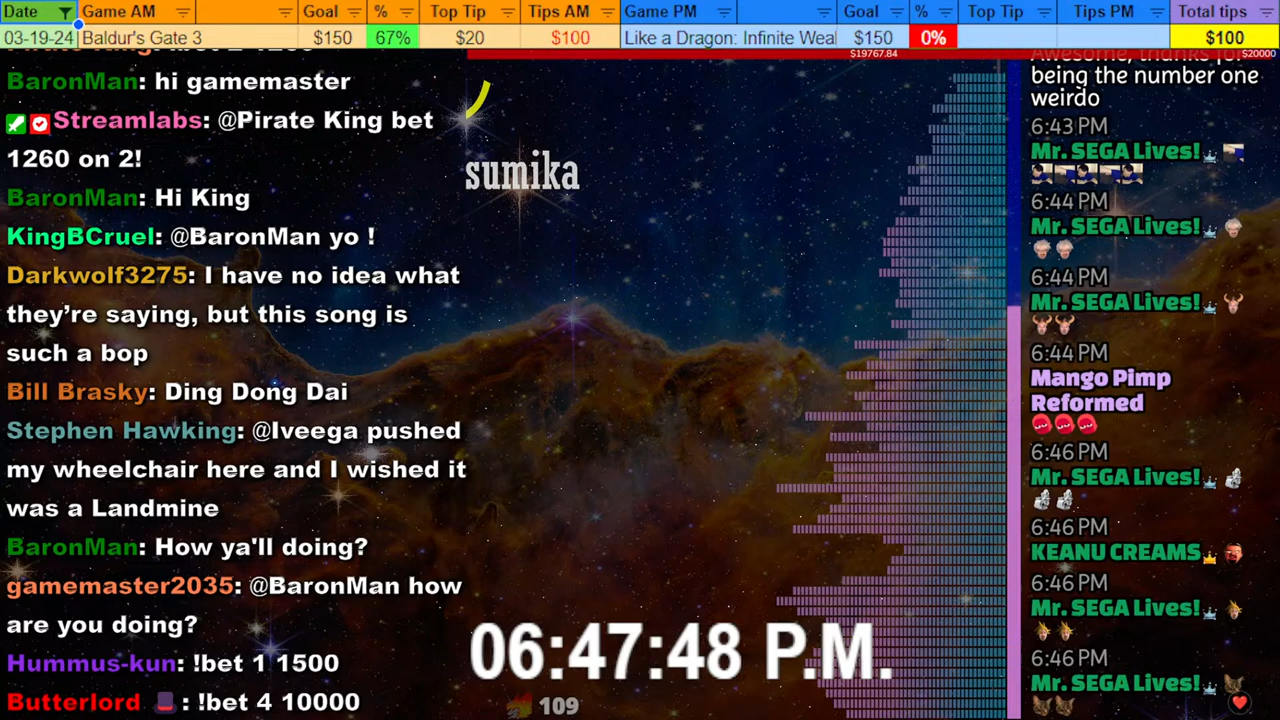 Date Game AM Goal % Top Tip Tips AM Game PM Goal % Top Tip Tips PM Total tips
03-19-24 Baldur's Gate 3 $150 67% $20 $100 Like a Dragon: Infinite Weal $150 0% $100
$19767.84 $20000
BaronMan: hi gamemaster
Streamlabs: @Pirate King bet
1260 on 2!
BaronMan: Hi King
KingBCruel: @BaronMan yo !
Darkwolf3275: I have no idea what
they're saying, but this song is
such a bop
Bill Brasky: Ding Dong Dai
Stephen Hawking: @Iveega pushed
my wheelchair here and I wished it
was a Landmine
BaronMan: How ya'll doing?
gamemaster2035: @BaronMan how
are you doing?
Hummus-kun: !bet 1 1500
Butterlord : !bet 4 10000
sumika
06:47:48 P.M.
109
Awesome, thanks for
being the number one
weirdo
6:43 PM
Mr. SEGA Lives!
6:44 PM
Mr. SEGA Lives!
6:44 PM
Mr. SEGA Lives!
6:44 PM
Mango Pimp
Reformed
6:46 PM
Mr. SEGA Lives!
6:46 PM
KEANU CREAMS
6:46 PM
Mr. SEGA Lives!
6:46 PM
Mr. SEGA Lives!